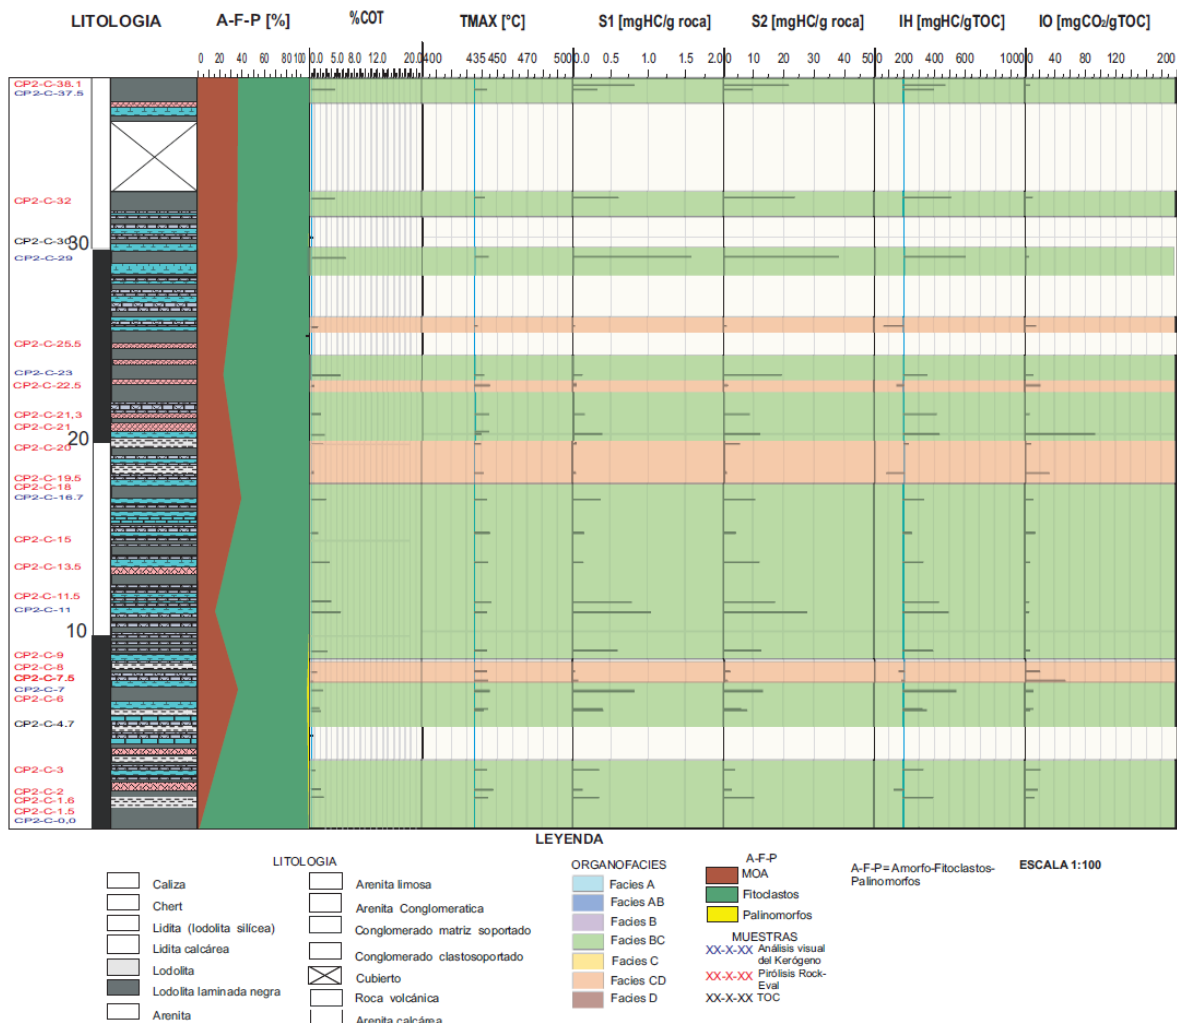 LITOLOGIA
A-F-P [%]
%COT
TMAX [°C]
S1 [mgHC/g roca]
S2 [mgHC/g roca]
IH [mgHC/gTOC]
IO [mgCO₂/gTOC]
0 20 40 60 80 100
0.0 4.0 8.0 12.0 20.0
400 435 450 470 500
0.0 0.5 1.0 2.0
0 10 20 30 40 50
0 200 400 600 1000
0 40 80 120 200
CP2-C-38.1
CP2-C-37.5
CP2-C-32
CP2-C-30
30
CP2-C-29
CP2-C-25.5
CP2-C-23
CP2-C-22.5
CP2-C-21,3
CP2-C-21
20
CP2-C-20
CP2-C-19.5
CP2-C-18
CP2-C-16.7
CP2-C-15
CP2-C-13.5
CP2-C-11.5
CP2-C-11
10
CP2-C-9
CP2-C-8
CP2-C-7.5
CP2-C-7
CP2-C-6
CP2-C-4.7
CP2-C-3
CP2-C-2
CP2-C-1.6
CP2-C-1.5
CP2-C-0,0
LEYENDA
LITOLOGIA
Caliza
Chert
Lidita (lodolita silícea)
Lidita calcárea
Lodolita
Lodolita laminada negra
Arenita
Arenita limosa
Arenita Conglomeratica
Conglomerado matriz soportado
Conglomerado clastosoportado
Cubierto
Roca volcánica
Arenita calcárea
ORGANOFACIES
Facies A
Facies AB
Facies B
Facies BC
Facies C
Facies CD
Facies D
A-F-P
MOA
Fitoclastos
Palinomorfos
MUESTRAS
XX-X-XX Análisis visual
del Kerógeno
XX-X-XX Pirólisis Rock-
Eval
XX-X-XX TOC
A-F-P=Amorfo-Fitoclastos-
Palinomorfos
ESCALA 1:100